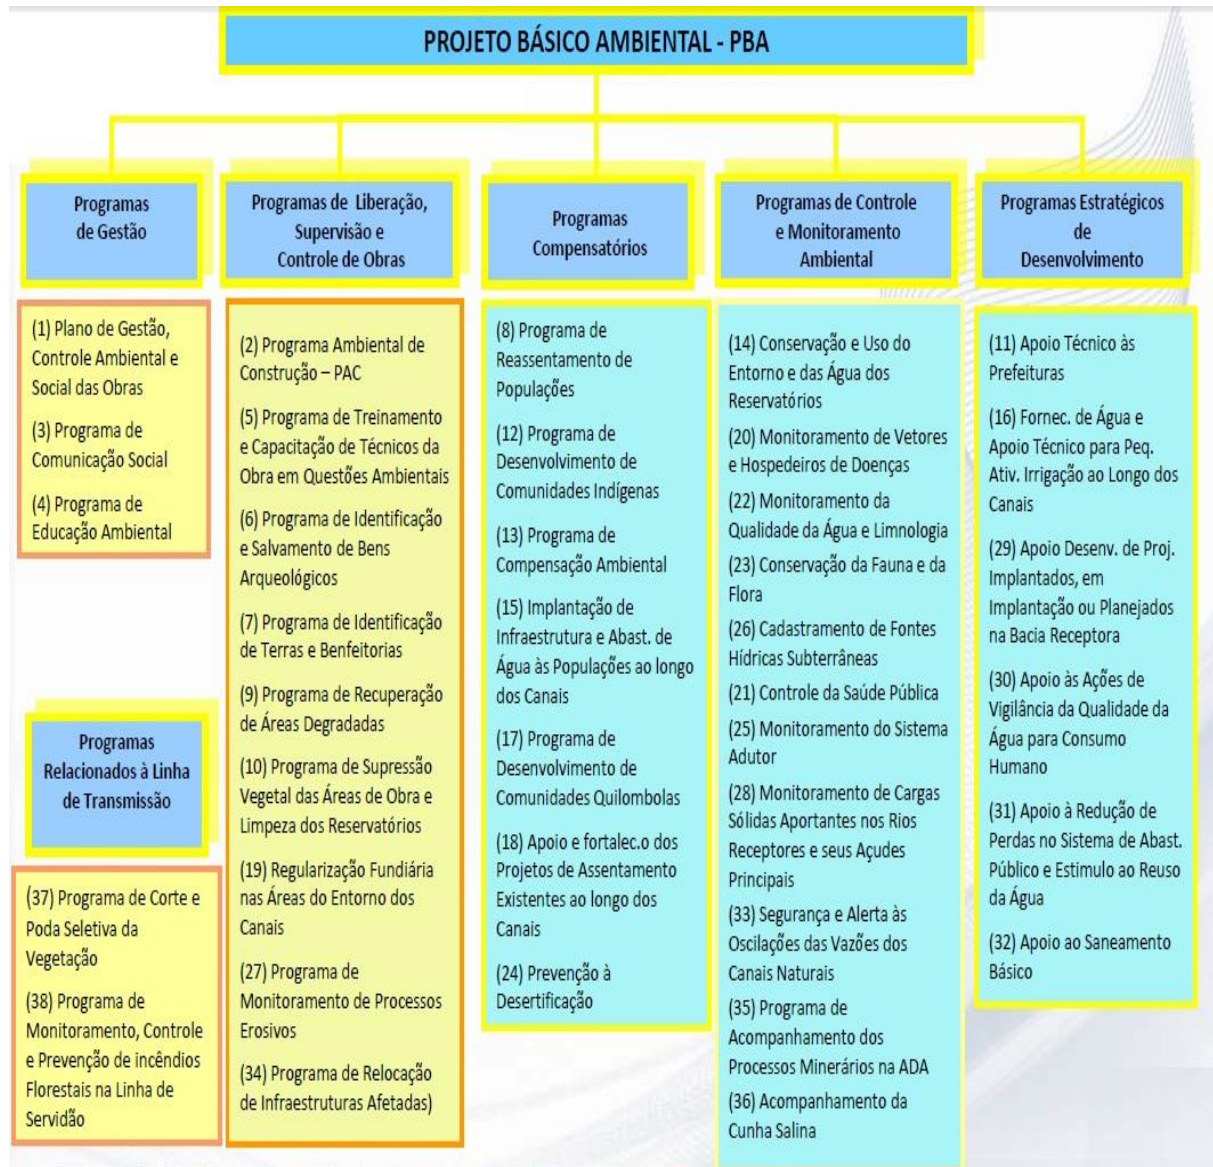 PROJETO BÁSICO AMBIENTAL - PBA
Programas
de Gestão
(1) Plano de Gestão,
Controle Ambiental e
Social das Obras
(3) Programa de
Comunicação Social
(4) Programa de
Educação Ambiental
Programas
Relacionados à Linha
de Transmissão
(37) Programa de Corte e
Poda Seletiva da
Vegetação
(38) Programa de
Monitoramento, Controle
e Prevenção de incêndios
Florestais na Linha de
Servidão
Programas de Liberação,
Supervisão e
Controle de Obras
(2) Programa Ambiental de
Construção – PAC
(5) Programa de Treinamento
e Capacitação de Técnicos da
Obra em Questões Ambientais
(6) Programa de Identificação
e Salvamento de Bens
Arqueológicos
(7) Programa de Identificação
de Terras e Benfeitorias
(9) Programa de Recuperação
de Áreas Degradadas
(10) Programa de Supressão
Vegetal das Áreas de Obra e
Limpeza dos Reservatórios
(19) Regularização Fundiária
nas Áreas do Entorno dos
Canais
(27) Programa de
Monitoramento de Processos
Erosivos
(34) Programa de Relocação
de Infraestruturas Afetadas)
Programas
Compensatórios
(8) Programa de
Reassentamento de
Populações
(12) Programa de
Desenvolvimento de
Comunidades Indígenas
(13) Programa de
Compensação Ambiental
(15) Implantação de
Infraestrutura e Abast. de
Água às Populações ao longo
dos Canais
(17) Programa de
Desenvolvimento de
Comunidades Quilombolas
(18) Apoio e fortalec.o dos
Projetos de Assentamento
Existentes ao longo dos
Canais
(24) Prevenção à
Desertificação
Programas de Controle
e Monitoramento
Ambiental
(14) Conservação e Uso do
Entorno e das Água dos
Reservatórios
(20) Monitoramento de Vetores
e Hospedeiros de Doenças
(22) Monitoramento da
Qualidade da Água e Limnologia
(23) Conservação da Fauna e da
Flora
(26) Cadastramento de Fontes
Hídricas Subterrâneas
(21) Controle da Saúde Pública
(25) Monitoramento do Sistema
Adutor
(28) Monitoramento de Cargas
Sólidas Aportantes nos Rios
Receptores e seus Açudes
Principais
(33) Segurança e Alerta às
Oscilações das Vazões dos
Canais Naturais
(35) Programa de
Acompanhamento dos
Processos Minerários na ADA
(36) Acompanhamento da
Cunha Salina
Programas Estratégicos
de
Desenvolvimento
(11) Apoio Técnico às
Prefeituras
(16) Fornec. de Água e
Apoio Técnico para Peq.
Ativ. Irrigação ao Longo dos
Canais
(29) Apoio Desenv. de Proj.
Implantados, em
Implantação ou Planejados
na Bacia Receptora
(30) Apoio às Ações de
Vigilância da Qualidade da
Água para Consumo
Humano
(31) Apoio à Redução de
Perdas no Sistema de Abast.
Público e Estimulo ao Reuso
da Água
(32) Apoio ao Saneamento
Básico